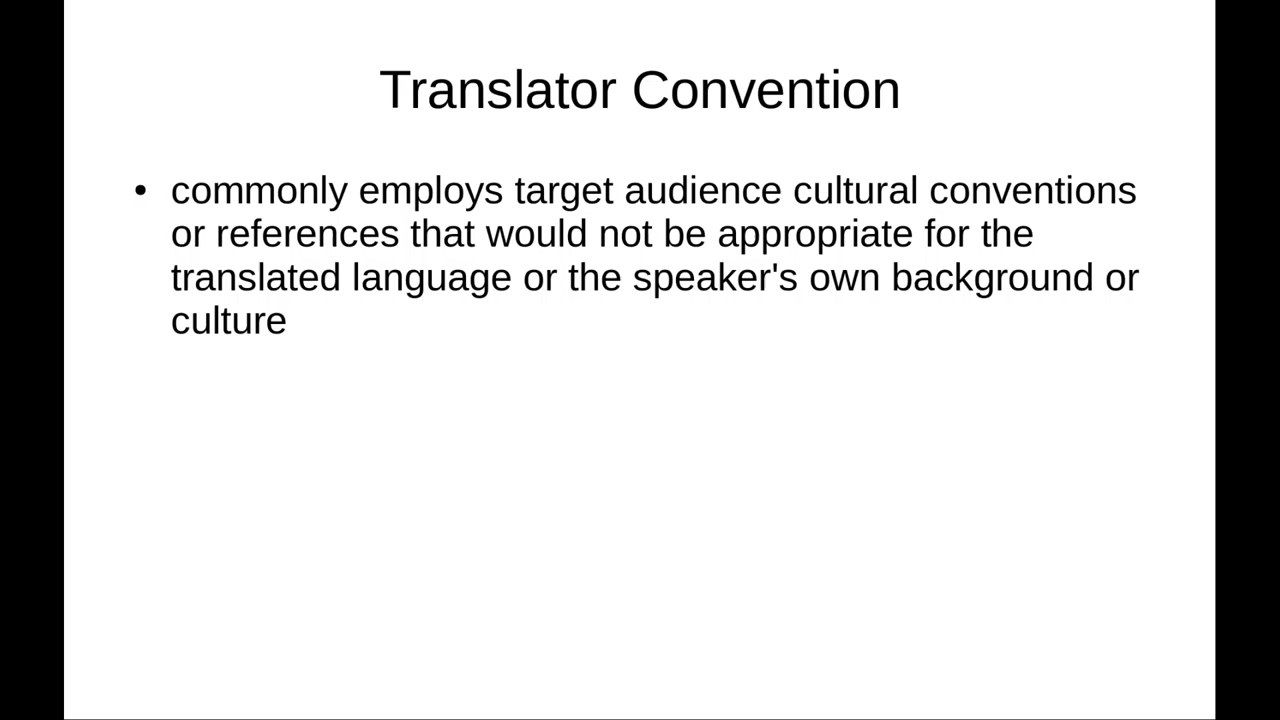 Translator Convention
• commonly employs target audience cultural conventions
or references that would not be appropriate for the
translated language or the speaker's own background or
culture